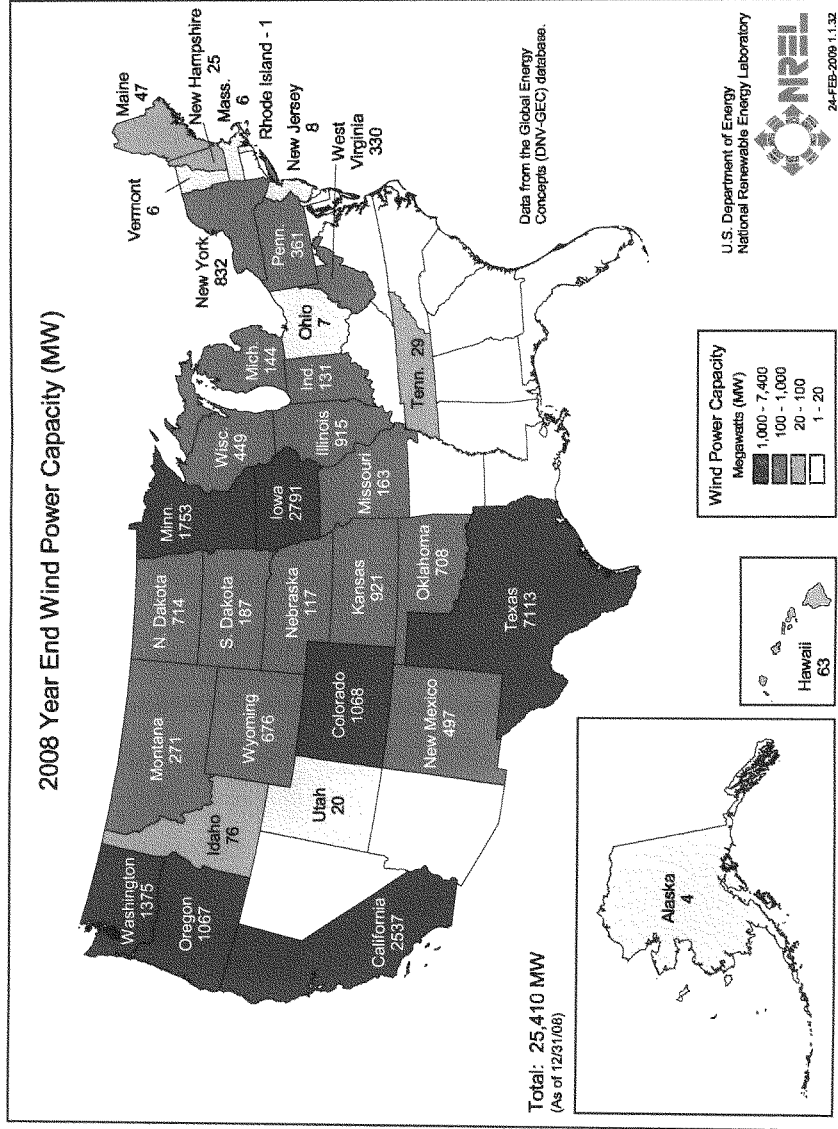 2008 Year End Wind Power Capacity (MW)
Washington
1375
Oregon
1067
California
2537
Idaho
76
Utah
20
Montana
271
Wyoming
676
Colorado
1068
New Mexico
497
N. Dakota
714
S. Dakota
187
Nebraska
117
Kansas
921
Oklahoma
708
Texas
7113
Minn.
1753
Iowa
2791
Missouri
163
Wisc.
449
Illinois
915
Mich.
144
Ind.
131
Ohio
7
Tenn. 29
Vermont
6
New York
832
Penn.
361
Maine
47
New Hampshire
25
Mass.
6
Rhode Island - 1
New Jersey
8
West
Virginia
330
Data from the Global Energy
Concepts (DNV-GEC) database.
Total: 25,410 MW
(As of 12/31/08)
Alaska
4
Hawaii
63
Wind Power Capacity
Megawatts (MW)
1,000 - 7,400
100 - 1,000
20 - 100
1 - 20
U.S. Department of Energy
National Renewable Energy Laboratory
NREL
24-FEB-2009 1.1.32